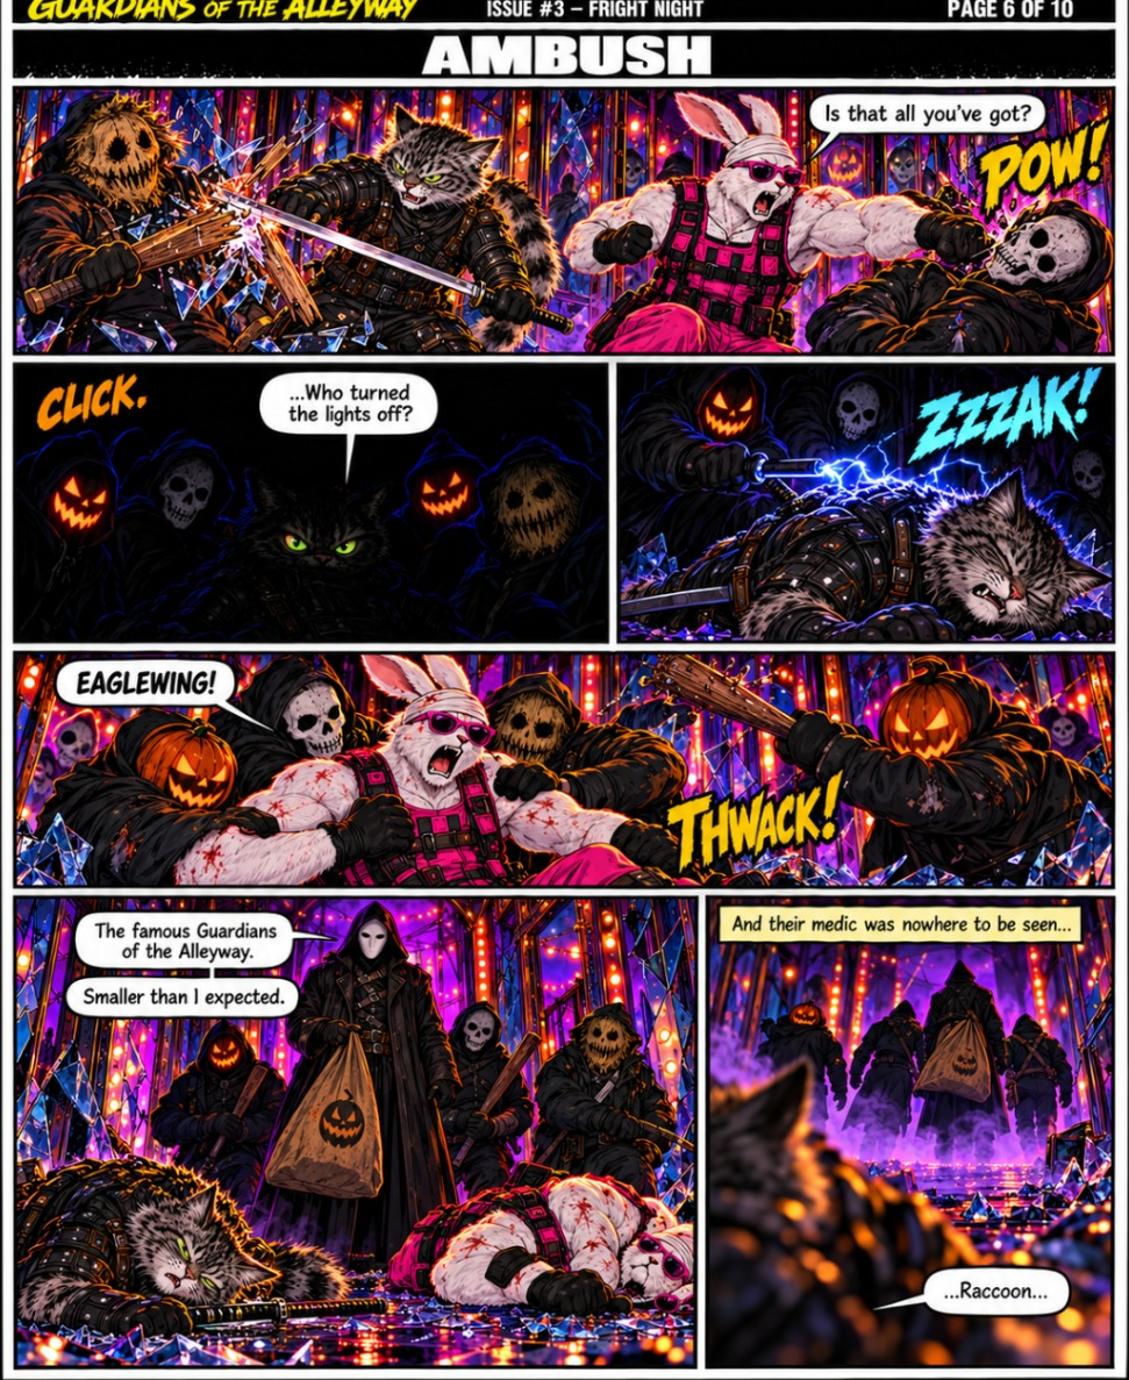 GUARDIANS OF THE ALLEYWAY
ISSUE #3 – FRIGHT NIGHT
PAGE 6 OF 10
AMBUSH
Is that all you've got?
POW!
CLICK.
...Who turned
the lights off?
ZZZAK!
EAGLEWING!
THWACK!
The famous Guardians
of the Alleyway.
Smaller than I expected.
And their medic was nowhere to be seen...
...Raccoon...